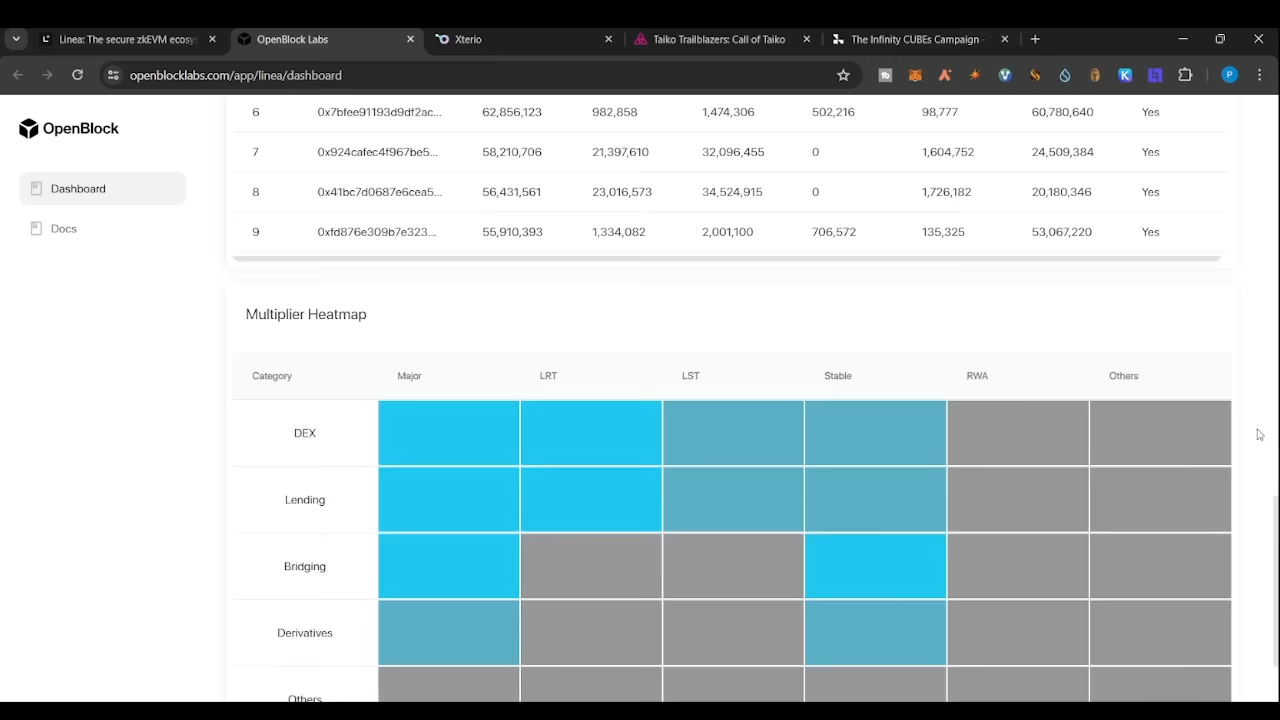 Linea: The secure zkEVM ecosy
OpenBlock Labs
Xterio
Taiko Trailblazers: Call of Taiko
The Infinity CUBEs Campaign -
openblocklabs.com/app/linea/dashboard
OpenBlock
Dashboard
Docs
6 0x7bfee91193d9df2ac... 62,856,123 982,858 1,474,306 502,216 98,777 60,780,640 Yes
7 0x924cafec4f967be5... 58,210,706 21,397,610 32,096,455 0 1,604,752 24,509,384 Yes
8 0x41bc7d0687e6cea5... 56,431,561 23,016,573 34,524,915 0 1,726,182 20,180,346 Yes
9 0xfd876e309b7e323... 55,910,393 1,334,082 2,001,100 706,572 135,325 53,067,220 Yes
Multiplier Heatmap
Category Major LRT LST Stable RWA Others
DEX
Lending
Bridging
Derivatives
Others